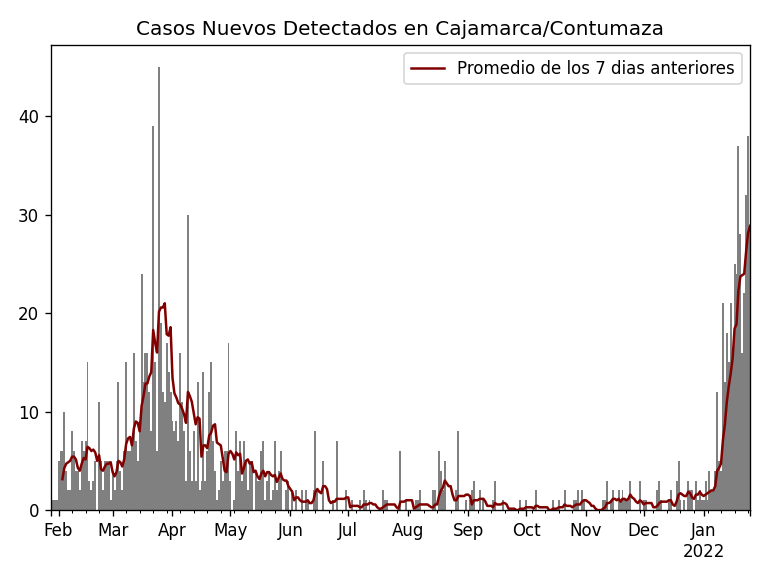 Casos Nuevos Detectados en Cajamarca/Contumaza
Promedio de los 7 dias anteriores
40
30
20
10
0
Feb Mar Apr May Jun Jul Aug Sep Oct Nov Dec Jan
2022